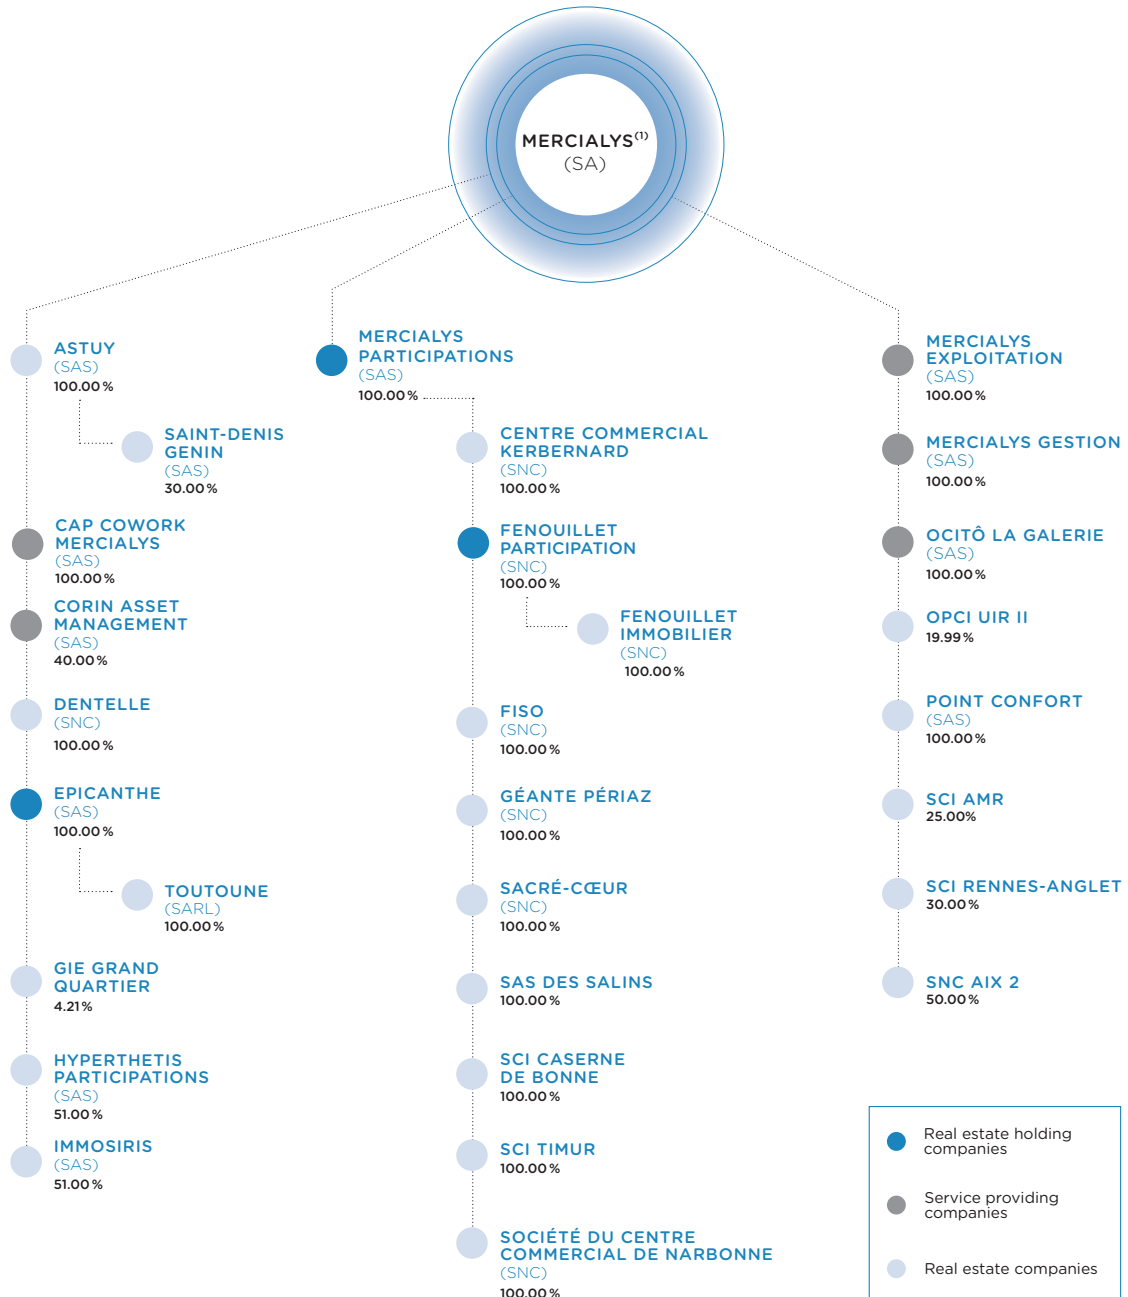 MERCIALYS(1)
(SA)
ASTUY
(SAS)
100.00 %
SAINT-DENIS
GENIN
(SAS)
30.00 %
CAP COWORK
MERCIALYS
(SAS)
100.00 %
CORIN ASSET
MANAGEMENT
(SAS)
40.00 %
DENTELLE
(SNC)
100.00 %
EPICANTHE
(SAS)
100.00 %
TOUTOUNE
(SARL)
100.00 %
GIE GRAND
QUARTIER
4.21 %
HYPERTHETIS
PARTICIPATIONS
(SAS)
51.00 %
IMMOSIRIS
(SAS)
51.00 %
MERCIALYS
PARTICIPATIONS
(SAS)
100.00 %
CENTRE COMMERCIAL
KERBERNARD
(SNC)
100.00 %
FENOUILLET
PARTICIPATION
(SNC)
100.00 %
FENOUILLET
IMMOBILIER
(SNC)
100.00 %
FISO
(SNC)
100.00 %
GÉANTE PÉRIAZ
(SNC)
100.00 %
SACRÉ-CŒUR
(SNC)
100.00 %
SAS DES SALINS
100.00 %
SCI CASERNE
DE BONNE
100.00 %
SCI TIMUR
100.00 %
SOCIÉTÉ DU CENTRE
COMMERCIAL DE NARBONNE
(SNC)
100.00 %
MERCIALYS
EXPLOITATION
(SAS)
100.00 %
MERCIALYS GESTION
(SAS)
100.00 %
OCITÔ LA GALERIE
(SAS)
100.00 %
OPCI UIR II
19.99 %
POINT CONFORT
(SAS)
100.00 %
SCI AMR
25.00%
SCI RENNES-ANGLET
30.00 %
SNC AIX 2
50.00 %
Real estate holding
companies
Service providing
companies
Real estate companies